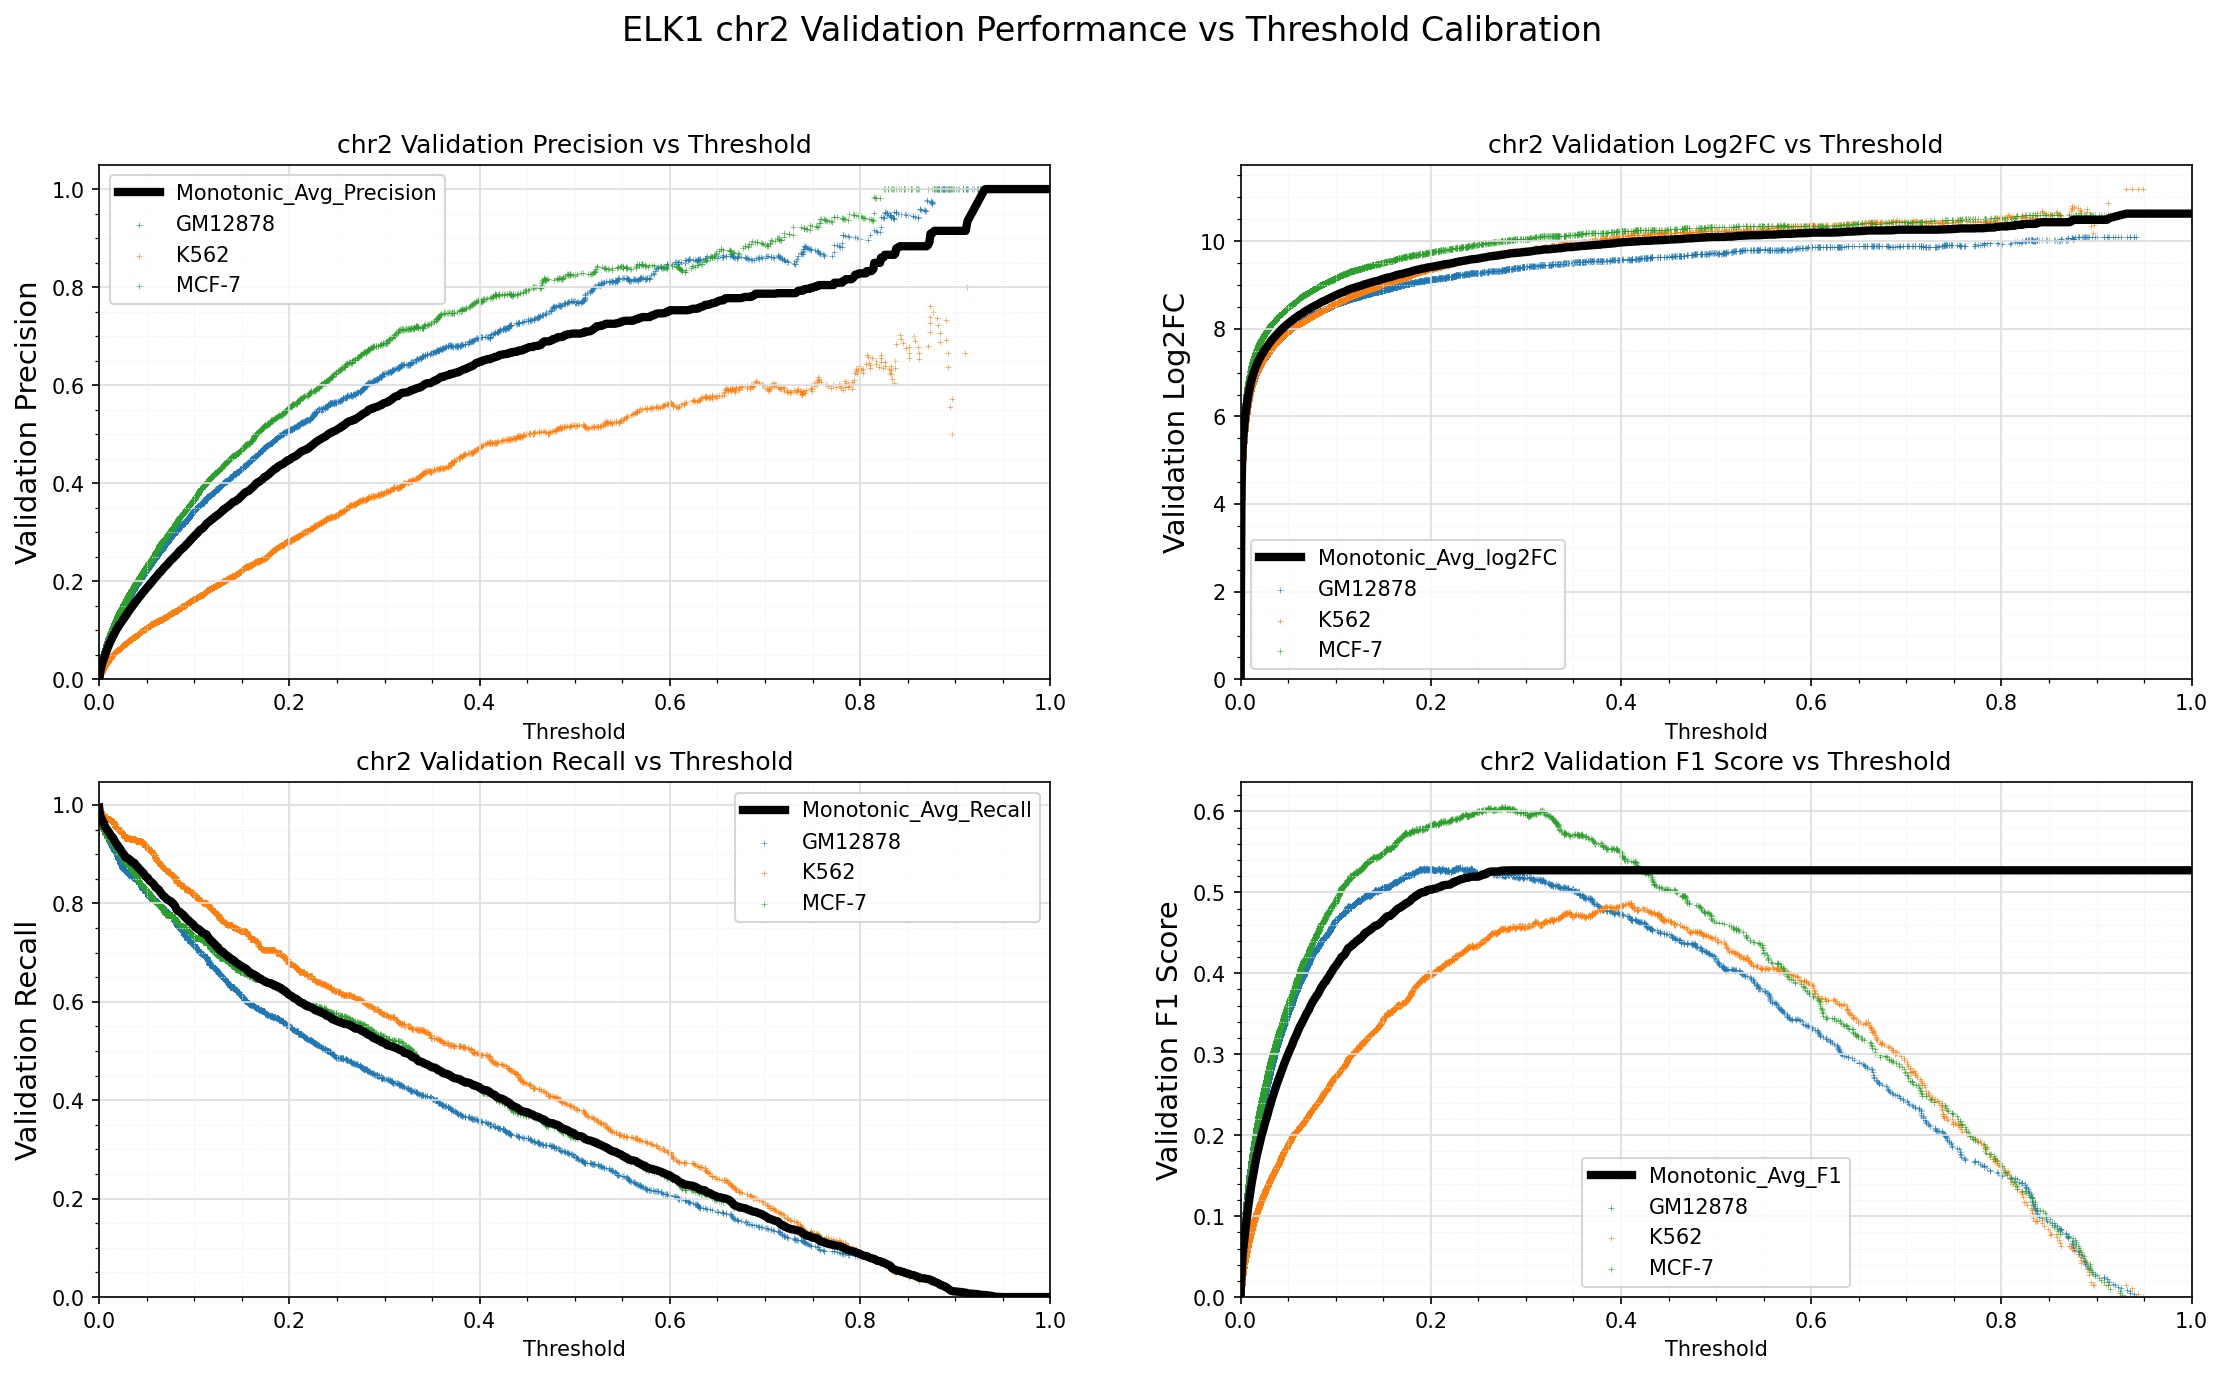 ELK1 chr2 Validation Performance vs Threshold Calibration
chr2 Validation Precision vs Threshold
Validation Precision
1.0
0.8
0.6
0.4
0.2
0.0
Monotonic_Avg_Precision
GM12878
K562
MCF-7
0.0 0.2 0.4 0.6 0.8 1.0
Threshold
chr2 Validation Log2FC vs Threshold
Validation Log2FC
10
8
6
4
2
0
Monotonic_Avg_log2FC
GM12878
K562
MCF-7
0.0 0.2 0.4 0.6 0.8 1.0
Threshold
chr2 Validation Recall vs Threshold
Validation Recall
1.0
0.8
0.6
0.4
0.2
0.0
Monotonic_Avg_Recall
GM12878
K562
MCF-7
0.0 0.2 0.4 0.6 0.8 1.0
Threshold
chr2 Validation F1 Score vs Threshold
Validation F1 Score
0.6
0.5
0.4
0.3
0.2
0.1
0.0
Monotonic_Avg_F1
GM12878
K562
MCF-7
0.0 0.2 0.4 0.6 0.8 1.0
Threshold